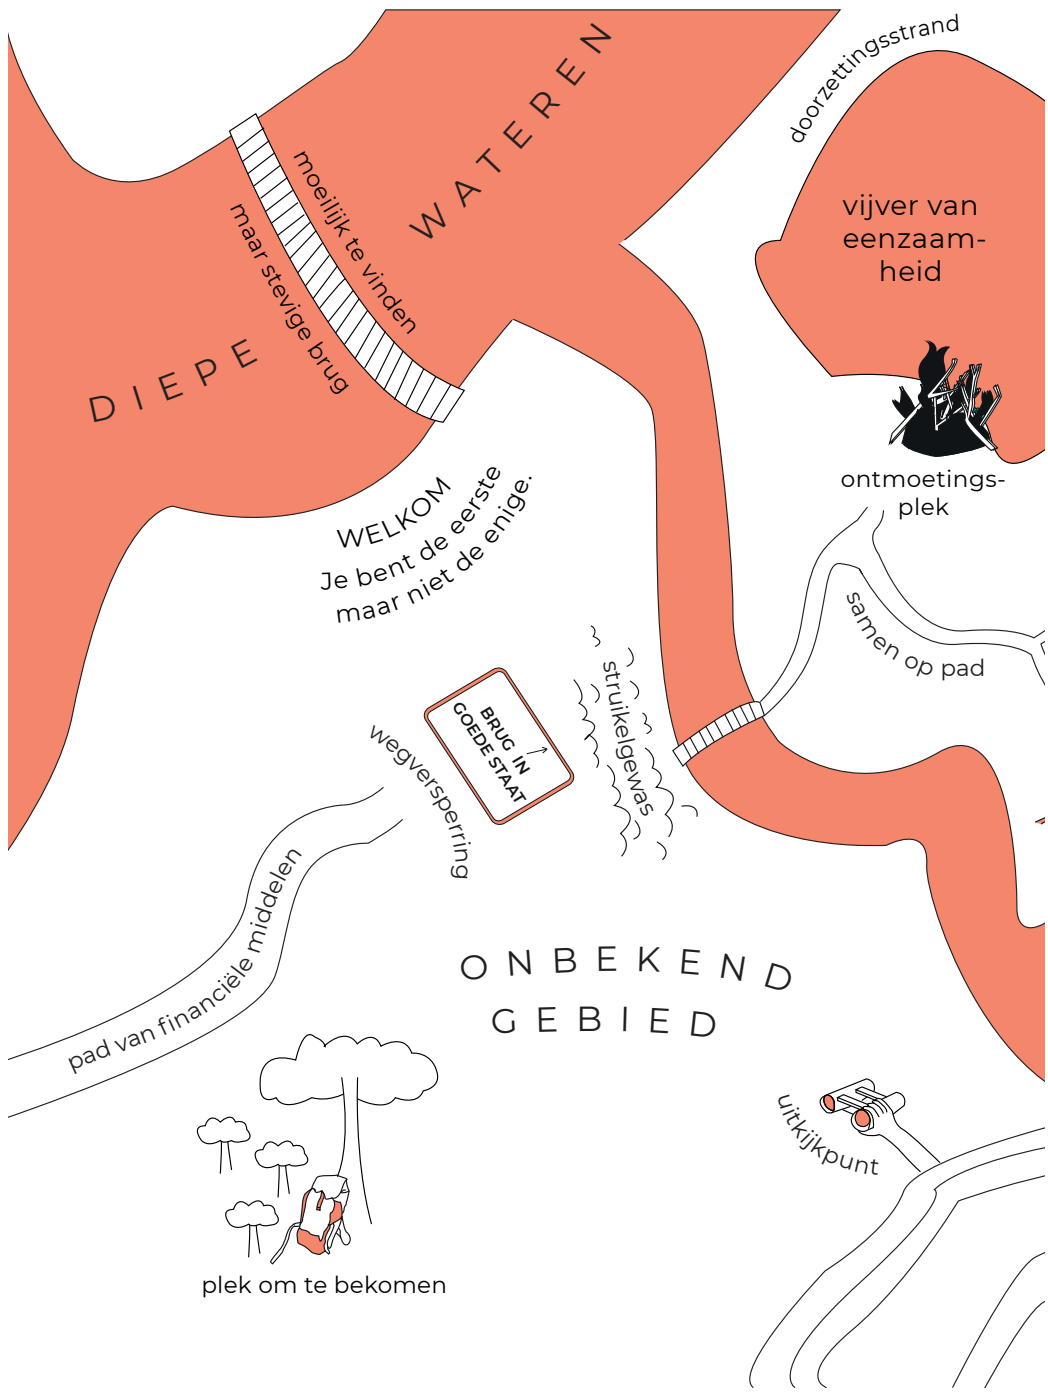 doorzettingsstrand
WATEREN
moeilijk te vinden
maar stevige brug
DIEPE
vijver van
eenzaam-
heid
ontmoetings-
plek
WELKOM
Je bent de eerste
maar niet de enige.
samen op pad
struikelgewas
BRUG IN
GOEDE STAAT
wegversperring
pad van financiële middelen
ONBEKEND
GEBIED
uitkijkpunt
plek om te bekomen